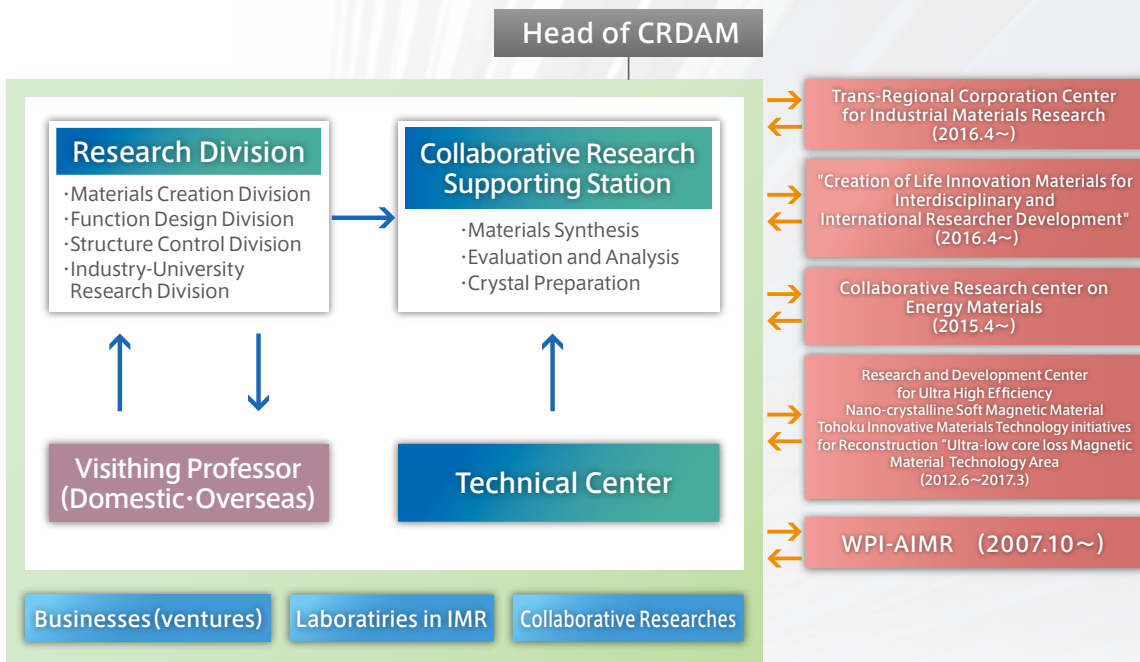 Head of CRDAM
Research Division
·Materials Creation Division
·Function Design Division
·Structure Control Division
·Industry-University
Research Division
Collaborative Research
Supporting Station
·Materials Synthesis
·Evaluation and Analysis
·Crystal Preparation
Visithing Professor
(Domestic·Overseas)
Technical Center
Businesses (ventures)
Laboratiries in IMR
Collaborative Researches
Trans-Regional Corporation Center
for Industrial Materials Research
(2016.4~)
"Creation of Life Innovation Materials for
Interdisciplinary and
International Researcher Development"
(2016.4~)
Collaborative Research center on
Energy Materials
(2015.4~)
Research and Development Center
for Ultra High Efficiency
Nano-crystalline Soft Magnetic Material
Tohoku Innovative Materials Technology initiatives
for Reconstruction “Ultra-low core loss Magnetic
Material Technology Area
(2012.6~2017.3)
WPI-AIMR (2007.10~)